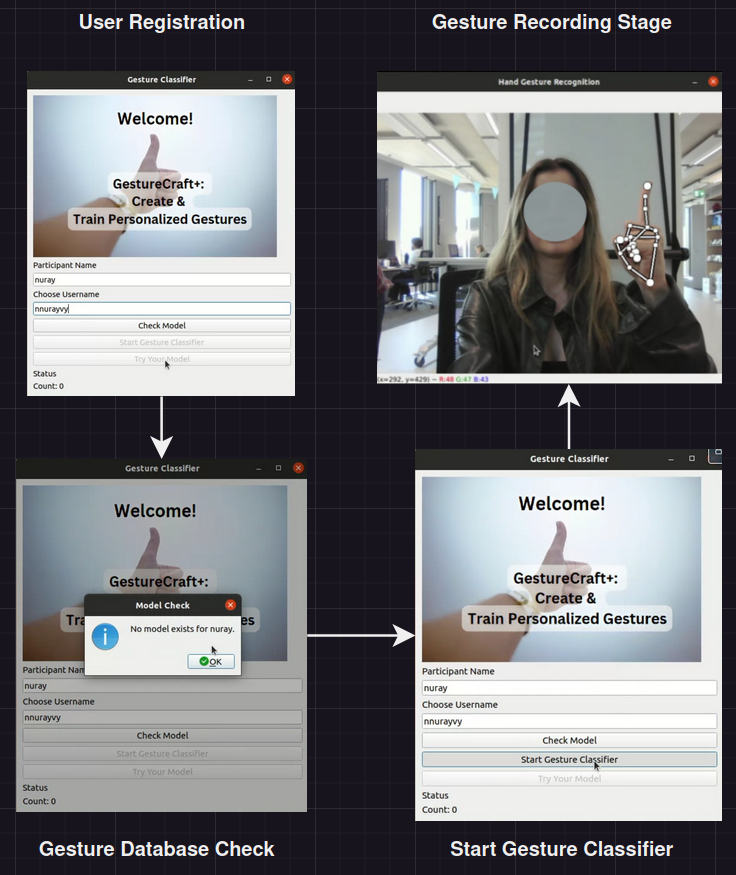 User Registration
Gesture Classifier
Welcome!
GestureCraft+:
Create &
Train Personalized Gestures
Participant Name
nuray
Choose Username
nnurayvy
Check Model
Start Gesture Classifier
Try Your Model
Status
Count: 0
Gesture Recording Stage
Hand Gesture Recognition
(x=292, y=429) ~ R:48 G:47 B:43
Gesture Classifier
Welcome!
GestureCraft+:
Tra
es
Model Check
No model exists for nuray.
OK
Participant Nam
nuray
Choose Username
nnurayvy
Check Model
Start Gesture Classifier
Try Your Model
Status
Count: 0
Gesture Database Check
Gesture Classifier
Welcome!
GestureCraft+:
Create &
Train Personalized Gestures
Participant Name
nuray
Choose Username
nnurayvy
Check Model
Start Gesture Classifier
Try Your Model
Status
Count: 0
Start Gesture Classifier